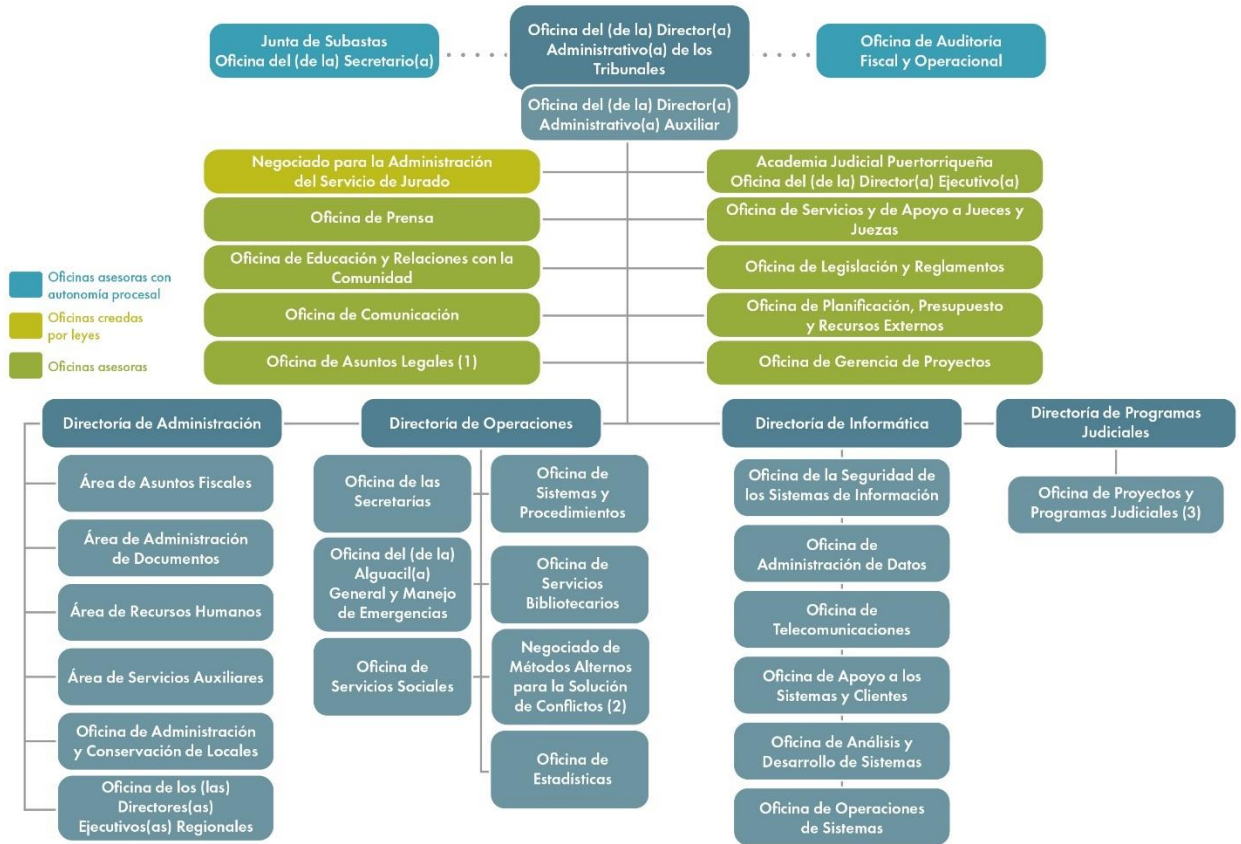 Junta de Subastas
Oficina del (de la) Secretario(a)
Oficina del (de la) Director(a)
Administrativo(a) de los
Tribunales
Oficina de Auditoría
Fiscal y Operacional
Oficina del (de la) Director(a)
Administrativo(a) Auxiliar
Negociado para la Administración
del Servicio de Jurado
Academia Judicial Puertorriqueña
Oficina del (de la) Director(a) Ejecutivo(a)
Oficina de Prensa
Oficina de Servicios y de Apoyo a Jueces y
Juezas
Oficina de Educación y Relaciones con la
Comunidad
Oficina de Legislación y Reglamentos
Oficina de Comunicación
Oficina de Planificación, Presupuesto
y Recursos Externos
Oficina de Asuntos Legales (1)
Oficina de Gerencia de Proyectos
Oficinas asesoras con
autonomía procesal
Oficinas creadas
por leyes
Oficinas asesoras
Directoría de Administración
Directoría de Operaciones
Directoría de Informática
Directoría de Programas
Judiciales
Área de Asuntos Fiscales
Área de Administración
de Documentos
Área de Recursos Humanos
Área de Servicios Auxiliares
Oficina de Administración
y Conservación de Locales
Oficina de los (las)
Directores(as)
Ejecutivos(as) Regionales
Oficina de las
Secretarías
Oficina del (de la)
Alguacil(a)
General y Manejo
de Emergencias
Oficina de
Servicios Sociales
Oficina de
Sistemas y
Procedimientos
Oficina de
Servicios
Bibliotecarios
Negociado de
Métodos Alternos
para la Solución
de Conflictos (2)
Oficina de
Estadísticas
Oficina de la Seguridad de
los Sistemas de Información
Oficina de
Administración de Datos
Oficina de
Telecomunicaciones
Oficina de Apoyo a los
Sistemas y Clientes
Oficina de Análisis y
Desarrollo de Sistemas
Oficina de Operaciones
de Sistemas
Oficina de Proyectos y
Programas Judiciales (3)